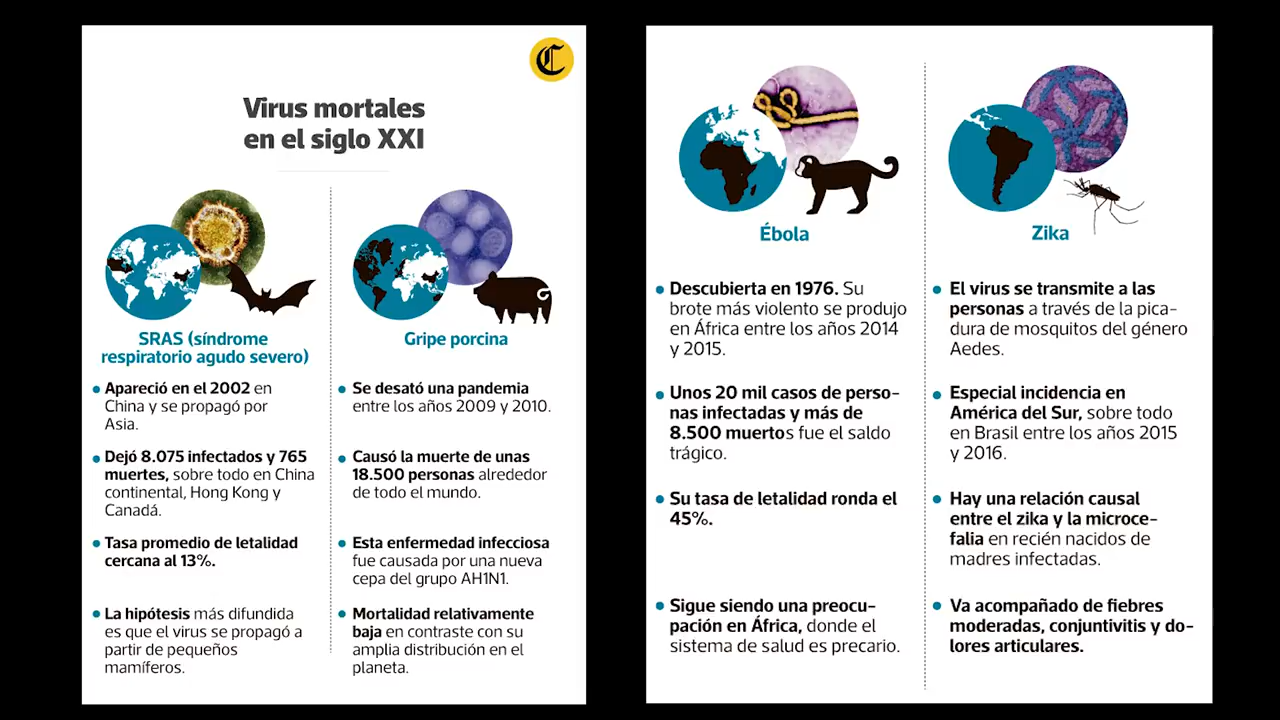 C
Virus mortales
en el siglo XXI
SRAS (síndrome
respiratorio agudo severo)
Apareció en el 2002 en
China y se propagó por
Asia.
Dejó 8.075 infectados y 765
muertes, sobre todo en China
continental, Hong Kong y
Canadá.
Tasa promedio de letalidad
cercana al 13%.
La hipótesis más difundida
es que el virus se propagó a
partir de pequeños
mamíferos.
Gripe porcina
Se desató una pandemia
entre los años 2009 y 2010.
Causó la muerte de unas
18.500 personas alrededor
de todo el mundo.
Esta enfermedad infecciosa
fue causada por una nueva
cepa del grupo AH1N1.
Mortalidad relativamente
baja en contraste con su
amplia distribución en el
planeta.
Ébola
Descubierta en 1976. Su
brote más violento se produjo
en África entre los años 2014
y 2015.
Unos 20 mil casos de perso-
nas infectadas y más de
8.500 muertos fue el saldo
trágico.
Su tasa de letalidad ronda el
45%.
Sigue siendo una preocu-
pación en África, donde el
sistema de salud es precario.
Zika
El virus se transmite a las
personas a través de la pica-
dura de mosquitos del género
Aedes.
Especial incidencia en
América del Sur, sobre todo
en Brasil entre los años 2015
y 2016.
Hay una relación causal
entre el zika y la microce-
falia en recién nacidos de
madres infectadas.
Va acompañado de fiebres
moderadas, conjuntivitis y do-
lores articulares.